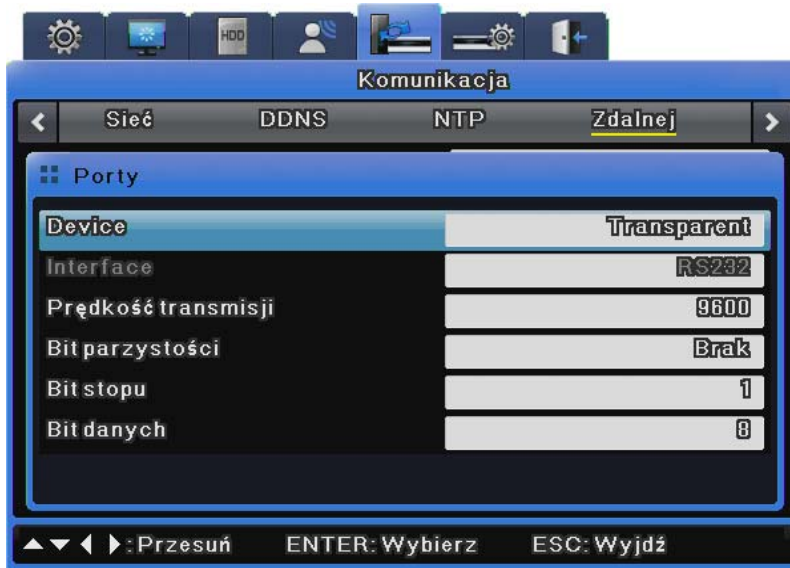 HDD
Komunikacja
Sieć DDNS NTP Zdalnej
Porty
Device Transparent
Interface RS232
Prędkość transmisji 9600
Bit parzystości Brak
Bit stopu 1
Bit danych 8
:Przesuń ENTER:Wybierz ESC:Wyjdź